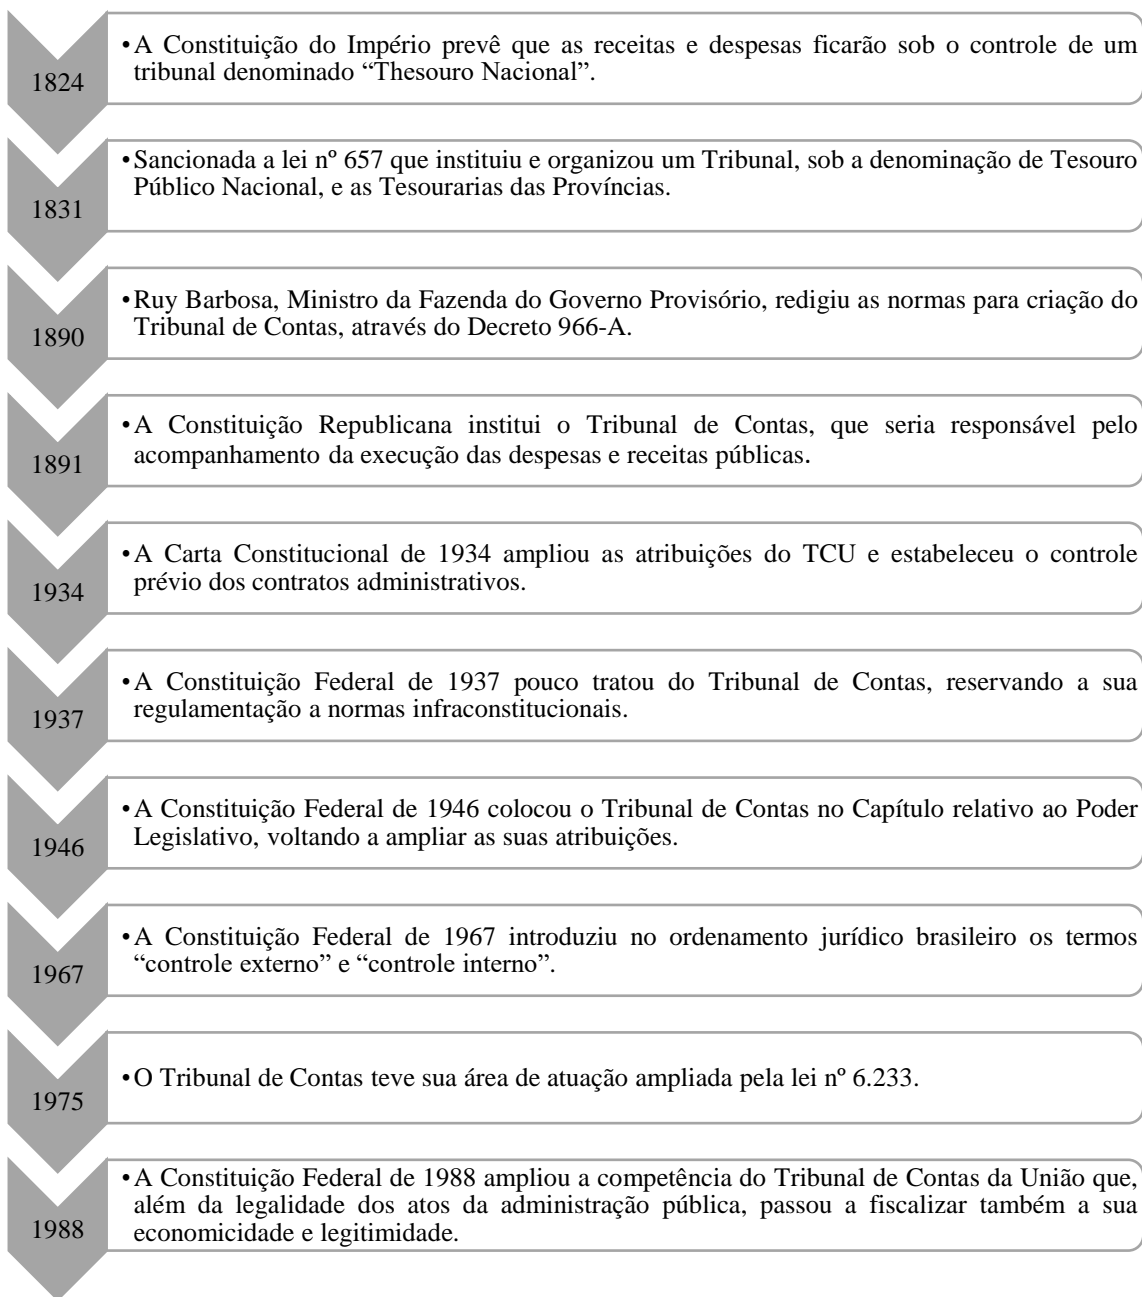 1824
•A Constituição do Império prevê que as receitas e despesas ficarão sob o controle de um
tribunal denominado “Thesouro Nacional”.
1831
•Sancionada a lei nº 657 que instituiu e organizou um Tribunal, sob a denominação de Tesouro
Público Nacional, e as Tesourarias das Províncias.
1890
•Ruy Barbosa, Ministro da Fazenda do Governo Provisório, redigiu as normas para criação do
Tribunal de Contas, através do Decreto 966-A.
1891
•A Constituição Republicana institui o Tribunal de Contas, que seria responsável pelo
acompanhamento da execução das despesas e receitas públicas.
1934
•A Carta Constitucional de 1934 ampliou as atribuições do TCU e estabeleceu o controle
prévio dos contratos administrativos.
1937
•A Constituição Federal de 1937 pouco tratou do Tribunal de Contas, reservando a sua
regulamentação a normas infraconstitucionais.
1946
•A Constituição Federal de 1946 colocou o Tribunal de Contas no Capítulo relativo ao Poder
Legislativo, voltando a ampliar as suas atribuições.
1967
•A Constituição Federal de 1967 introduziu no ordenamento jurídico brasileiro os termos
“controle externo” e “controle interno”.
1975
•O Tribunal de Contas teve sua área de atuação ampliada pela lei nº 6.233.
1988
•A Constituição Federal de 1988 ampliou a competência do Tribunal de Contas da União que,
além da legalidade dos atos da administração pública, passou a fiscalizar também a sua
economicidade e legitimidade.